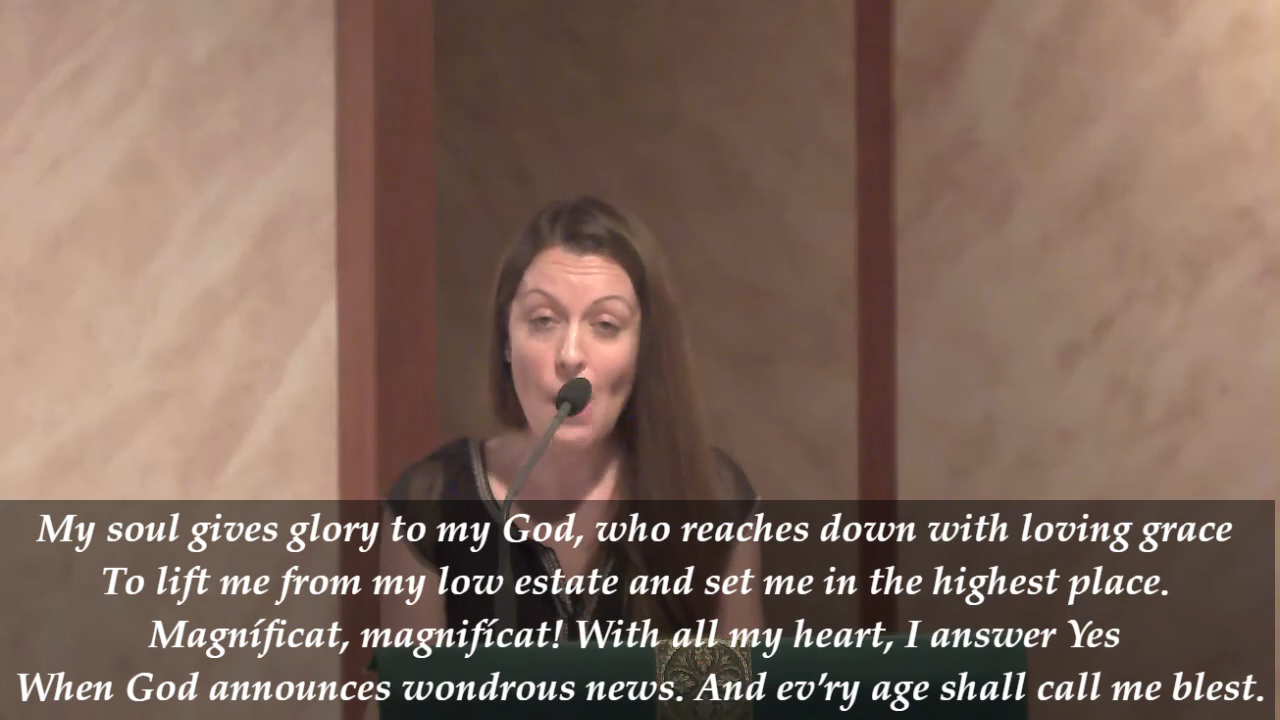 My soul gives glory to my God, who reaches down with loving grace
To lift me from my low estate and set me in the highest place.
Magníficat, magnifícat! With all my heart, I answer Yes
When God announces wondrous news. And ev’ry age shall call me blest.